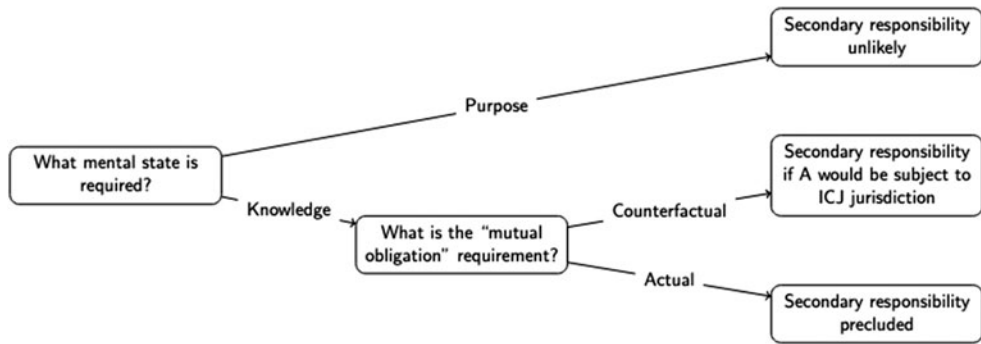 Secondary responsibility
unlikely
Purpose
What mental state is
required?
Knowledge
What is the “mutual
obligation” requirement?
Counterfactual
Secondary responsibility
if A would be subject to
ICJ jurisdiction
Actual
Secondary responsibility
precluded